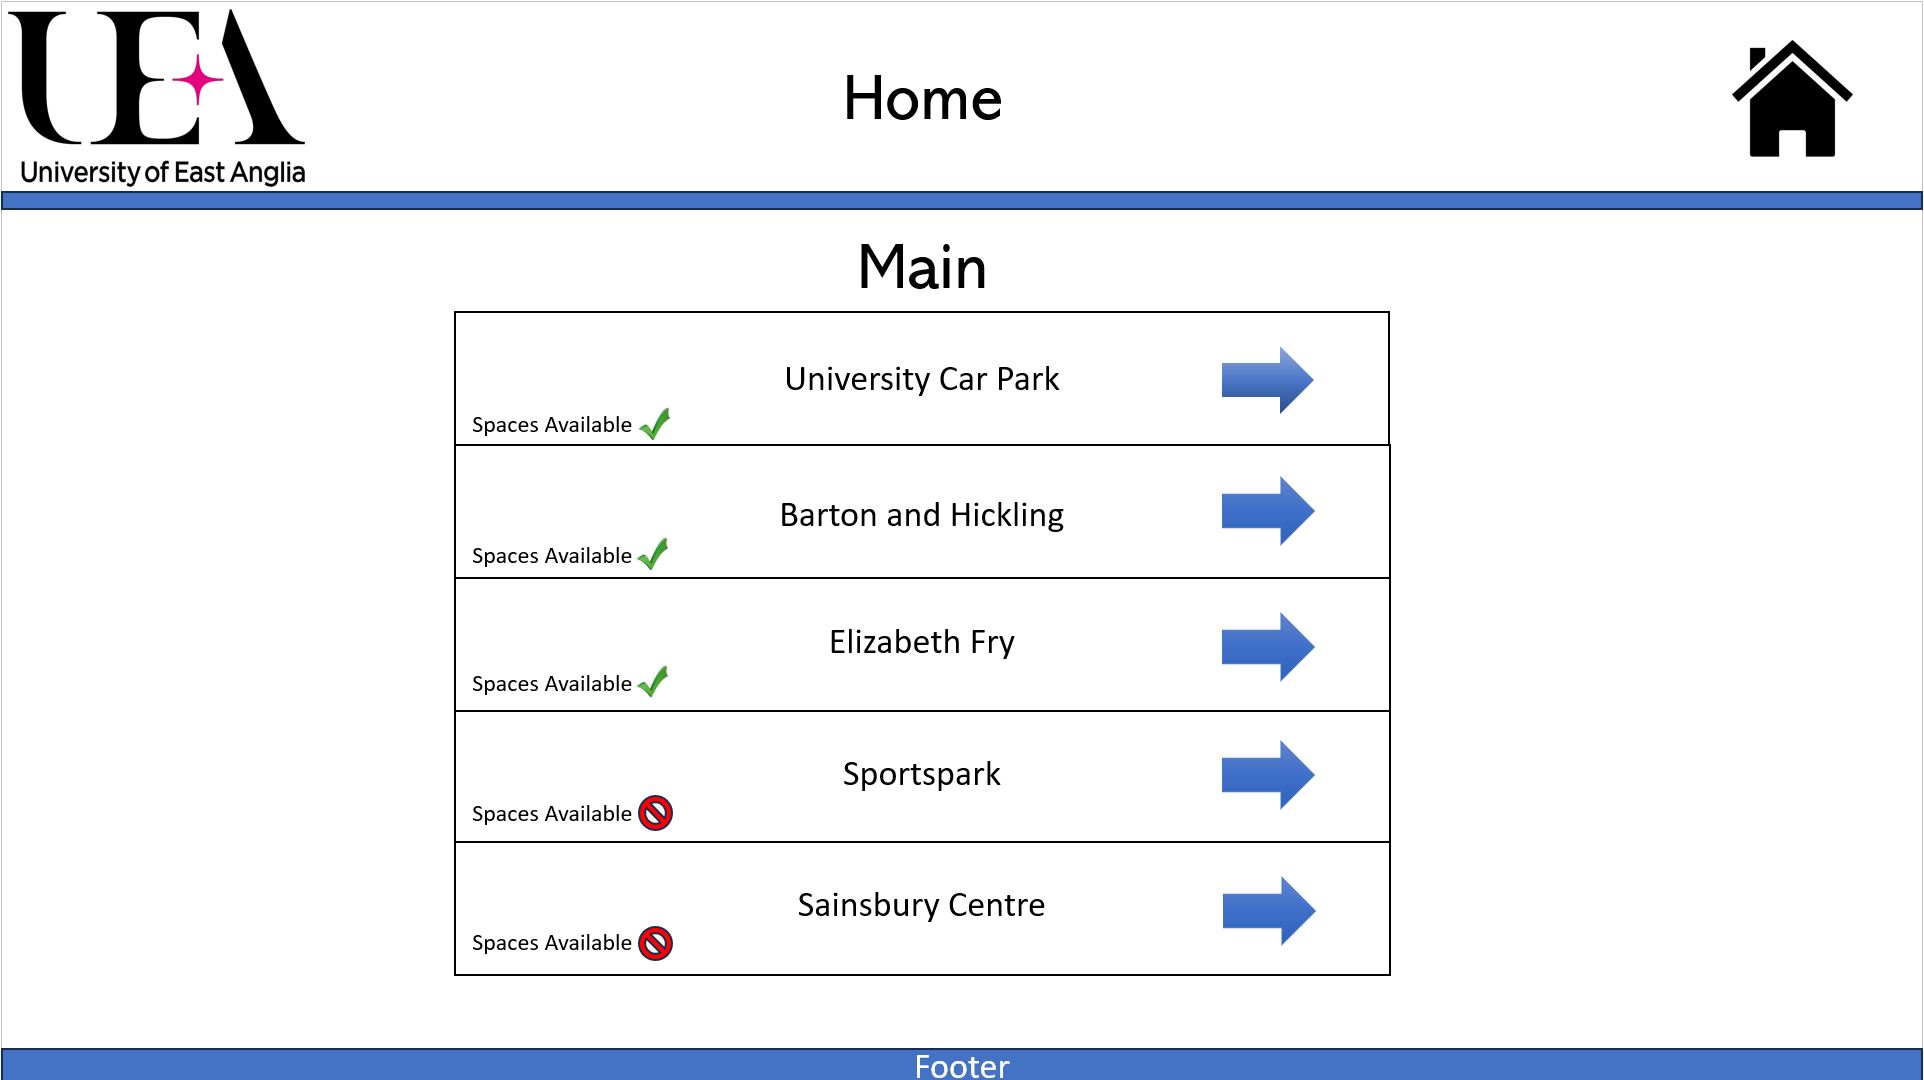 UEA
University of East Anglia
Home
Main
University Car Park
Spaces Available
Barton and Hickling
Spaces Available
Elizabeth Fry
Spaces Available
Sportspark
Spaces Available
Sainsbury Centre
Spaces Available
Footer